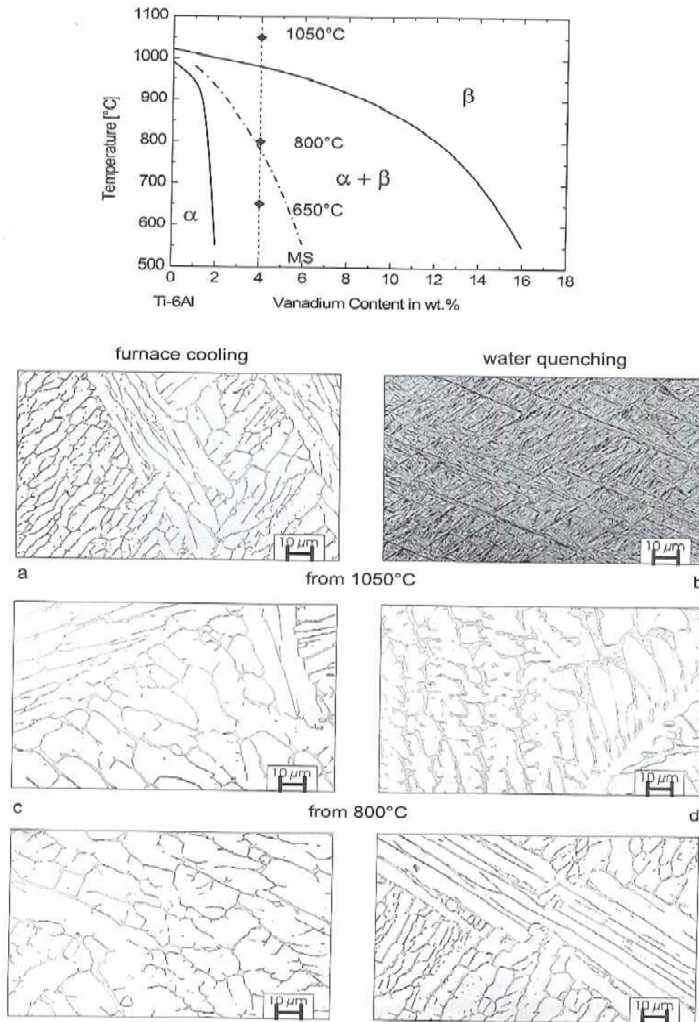 1100
1050°C
1000
β
900
Temperature [°C]
800
800°C
α + β
700
650°C
600
α
MS
500
0 2 4 6 8 10 12 14 16 18
Ti-6Al Vanadium Content in wt.%
furnace cooling water quenching
10 µm 10 µm
a from 1050°C b
10 µm 10 µm
c from 800°C d
10 µm 10 µm